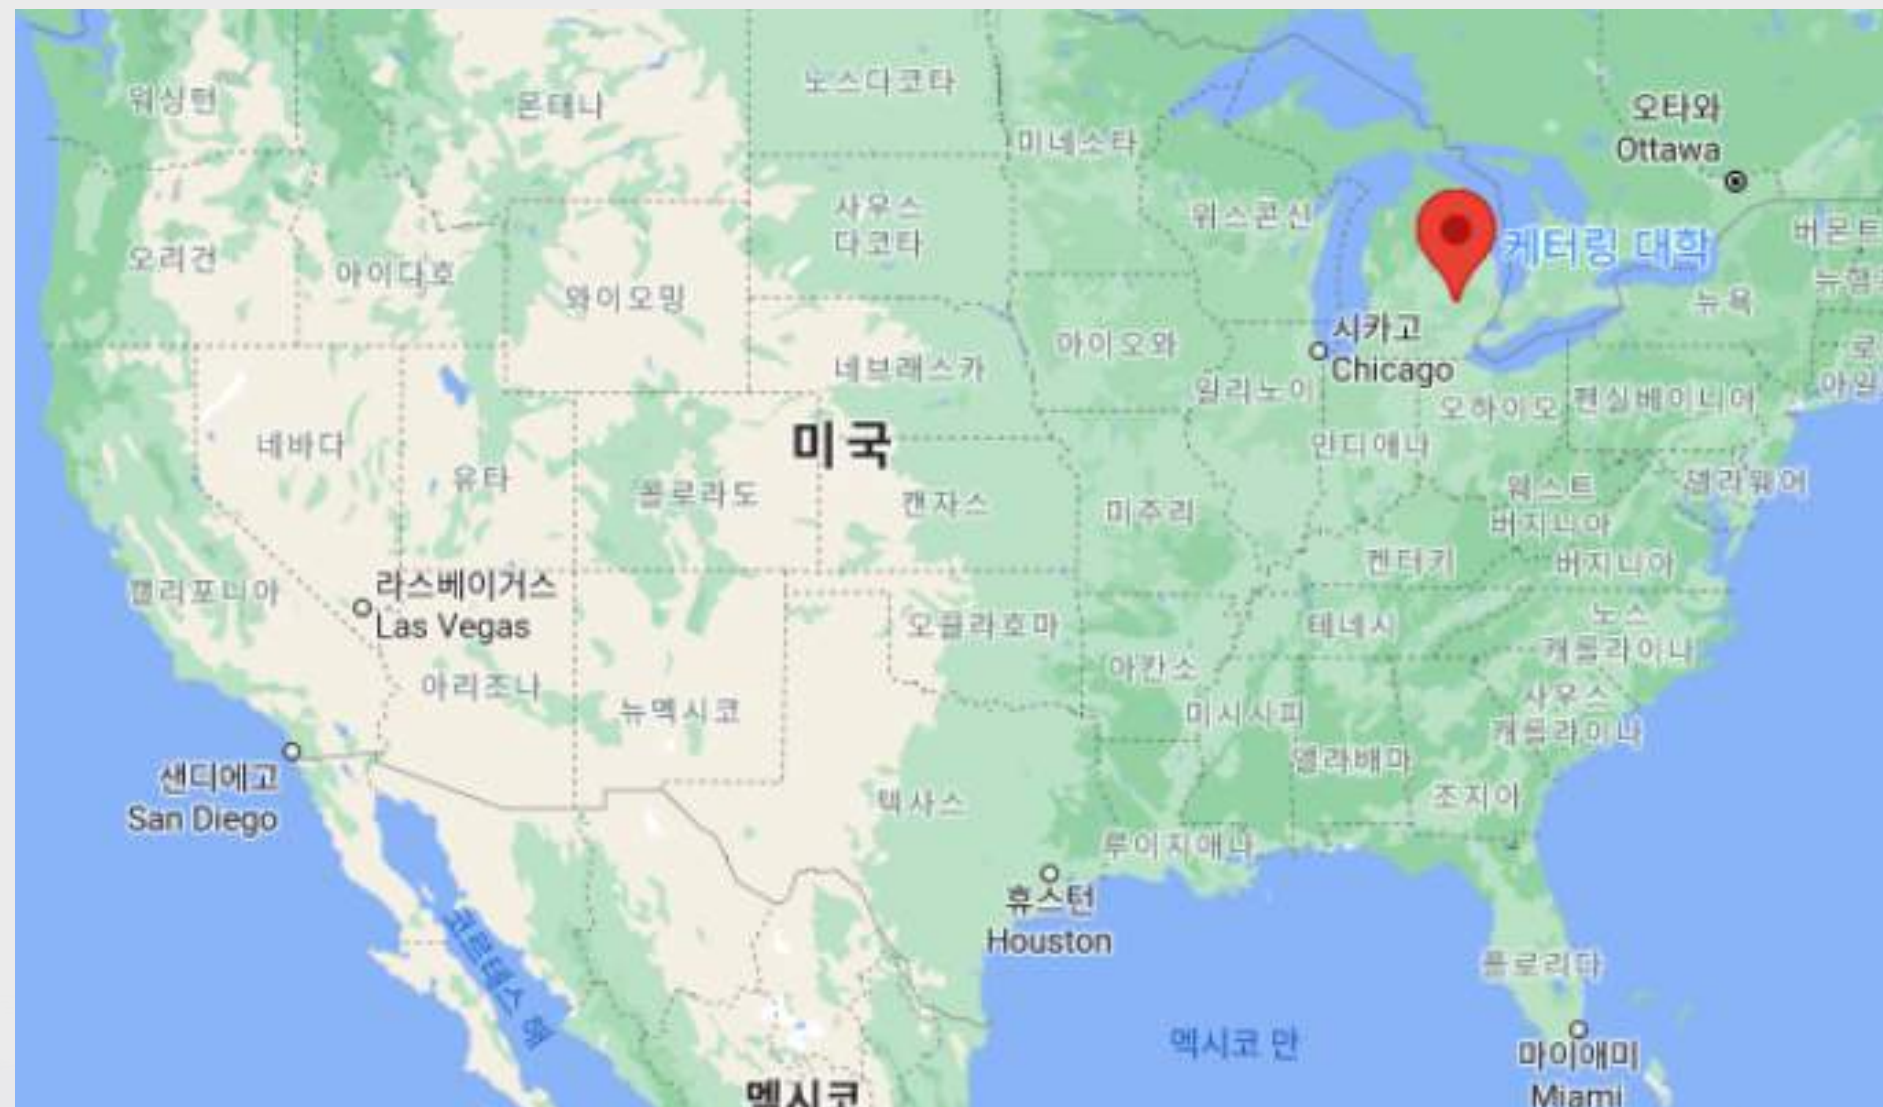 워싱턴
몬태나
노스다코타
미네소타
오타와
Ottawa
오리건
아이다호
와이오밍
사우스
다코타
위스콘신
케터링 대학
버몬트
뉴햄
뉴욕
네브래스카
아이오와
시카고
Chicago
일리노이
오하이오
펜실베이니아
로
아일
네바다
유타
미국
콜로라도
캔자스
미주리
인디애나
웨스트
버지니아
델라웨어
켄터키
버지니아
캘리포니아
라스베이거스
Las Vegas
아리조나
뉴멕시코
오클라호마
아칸소
테네시
노스
캐롤라이나
사우스
캐롤라이나
미시시피
앨라배마
조지아
샌디에고
San Diego
텍사스
루이지애나
휴스턴
Houston
코르테스 해
플로리다
멕시코 만
마이애미
Miami
멕시코